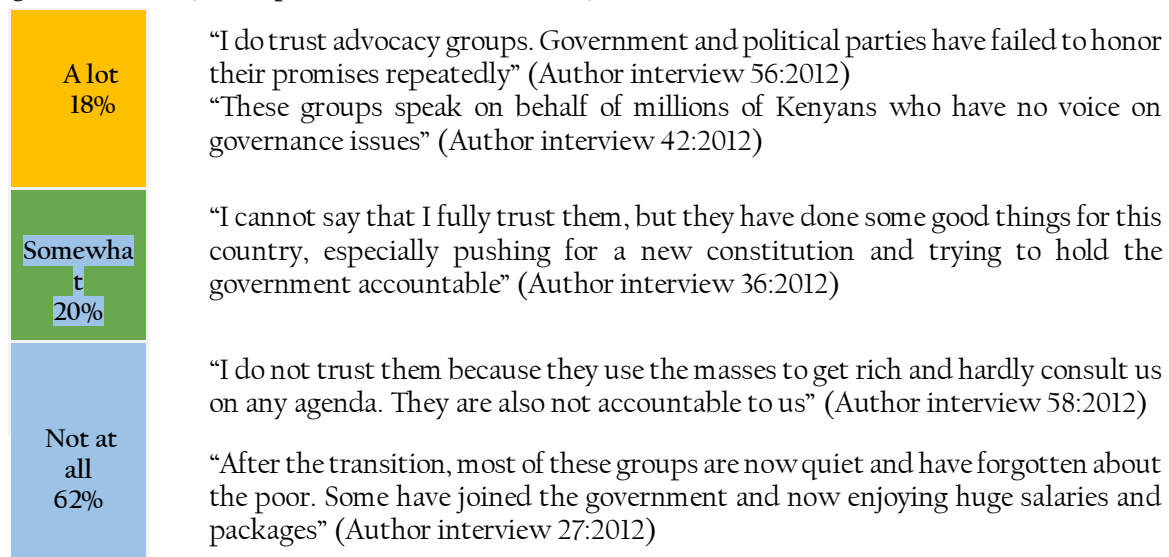 A lot
18%
“I do trust advocacy groups. Government and political parties have failed to honor
their promises repeatedly” (Author interview 56:2012)
“These groups speak on behalf of millions of Kenyans who have no voice on
governance issues” (Author interview 42:2012)
Somewha
t
20%
“I cannot say that I fully trust them, but they have done some good things for this
country, especially pushing for a new constitution and trying to hold the
government accountable” (Author interview 36:2012)
Not at
all
62%
“I do not trust them because they use the masses to get rich and hardly consult us
on any agenda. They are also not accountable to us” (Author interview 58:2012)
“After the transition, most of these groups are now quiet and have forgotten about
the poor. Some have joined the government and now enjoying huge salaries and
packages” (Author interview 27:2012)